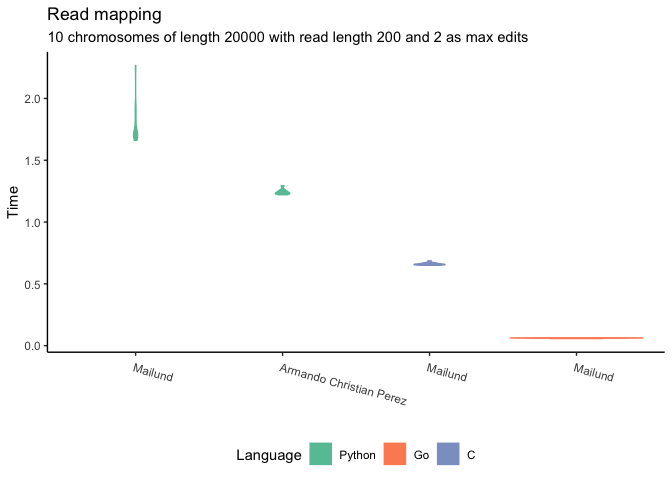 Read mapping
10 chromosomes of length 20000 with read length 200 and 2 as max edits
Time
2.0
1.5
1.0
0.5
0.0
Mailund
Armando Christian Perez
Mailund
Mailund
Language Python Go C